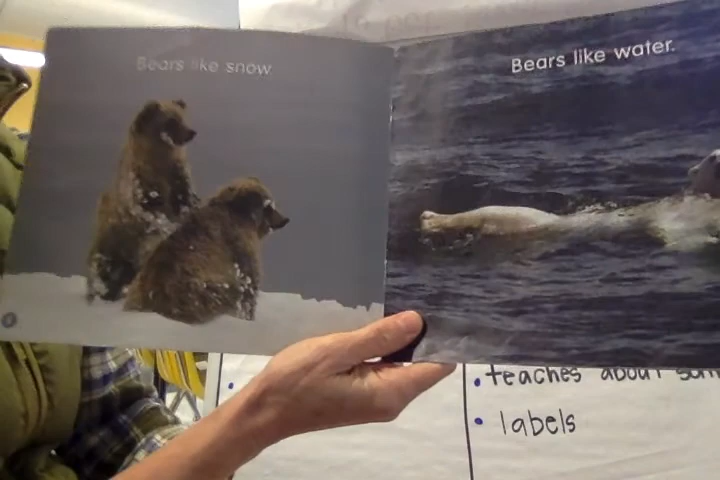 Bears like snow
Bears like water.
• teaches about
• labels